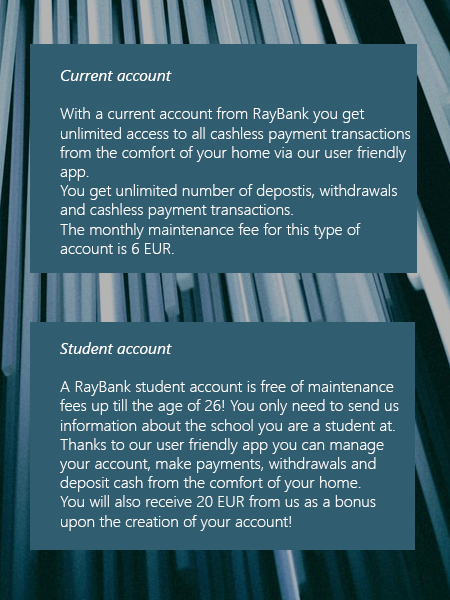 Current account
With a current account from RayBank you get
unlimited access to all cashless payment transactions
from the comfort of your home via our user friendly
app.
You get unlimited number of depostis, withdrawals
and cashless payment transactions.
The monthly maintenance fee for this type of
account is 6 EUR.
Student account
A RayBank student account is free of maintenance
fees up till the age of 26! You only need to send us
information about the school you are a student at.
Thanks to our user friendly app you can manage
your account, make payments, withdrawals and
deposit cash from the comfort of your home.
You will also receive 20 EUR from us as a bonus
upon the creation of your account!